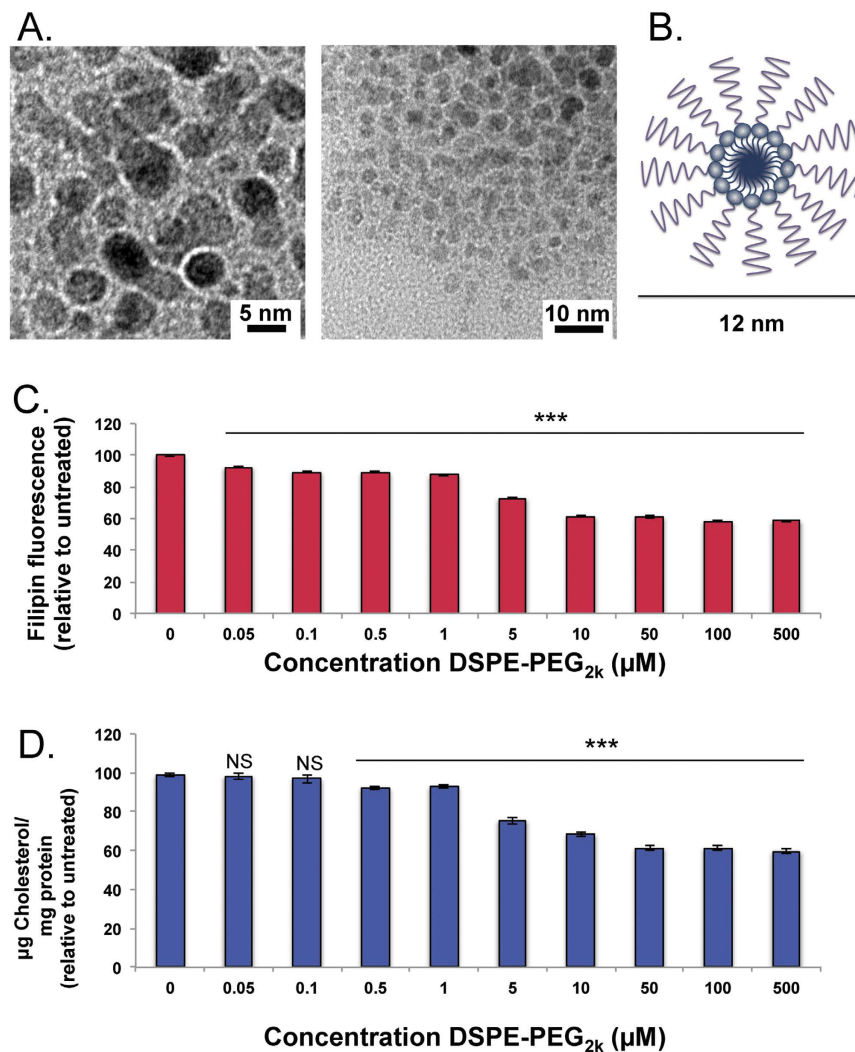 A.
B.
5 nm
10 nm
12 nm
C.
***
120
100
80
60
40
20
0
Filipin fluorescence
(relative to untreated)
0 0.05 0.1 0.5 1 5 10 50 100 500
Concentration DSPE-PEG2k (µM)
D.
***
NS NS
120
100
80
60
40
20
0
µg Cholesterol/
mg protein
(relative to untreated)
0 0.05 0.1 0.5 1 5 10 50 100 500
Concentration DSPE-PEG2k (µM)